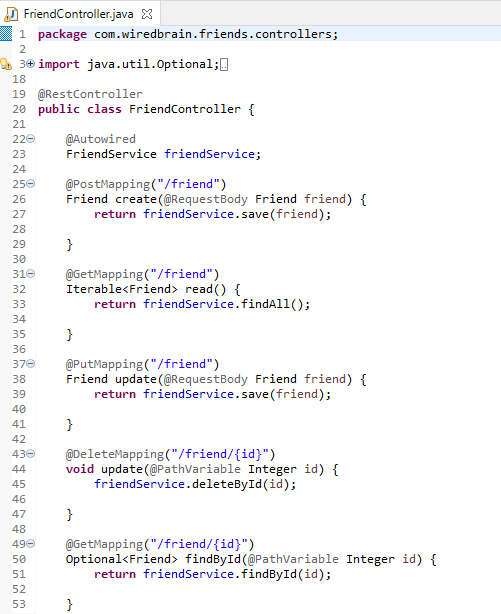 FriendController.java
1 package com.wiredbrain.friends.controllers;
2
3 import java.util.Optional;
18
19 @RestController
20 public class FriendController {
21
22 @Autowired
23 FriendService friendService;
24
25 @PostMapping("/friend")
26 Friend create(@RequestBody Friend friend) {
27 return friendService.save(friend);
28
29 }
30
31 @GetMapping("/friend")
32 Iterable<Friend> read() {
33 return friendService.findAll();
34
35 }
36
37 @PutMapping("/friend")
38 Friend update(@RequestBody Friend friend) {
39 return friendService.save(friend);
40
41 }
42
43 @DeleteMapping("/friend/{id}")
44 void update(@PathVariable Integer id) {
45 friendService.deleteById(id);
46
47 }
48
49 @GetMapping("/friend/{id}")
50 Optional<Friend> findById(@PathVariable Integer id) {
51 return friendService.findById(id);
52
53 }